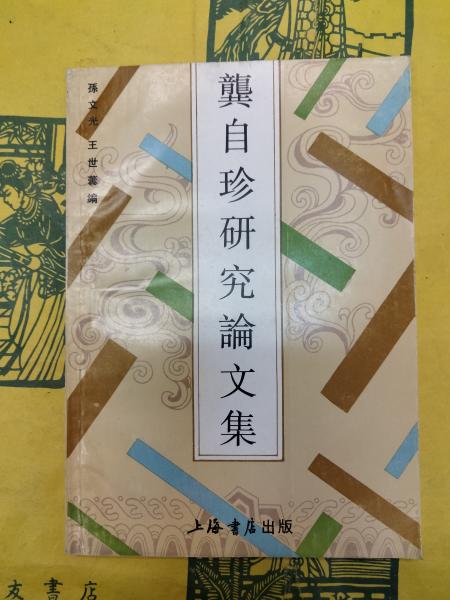 龔自珍研究論文集
孫文光 王世蕓編
上海書店出版
友書店